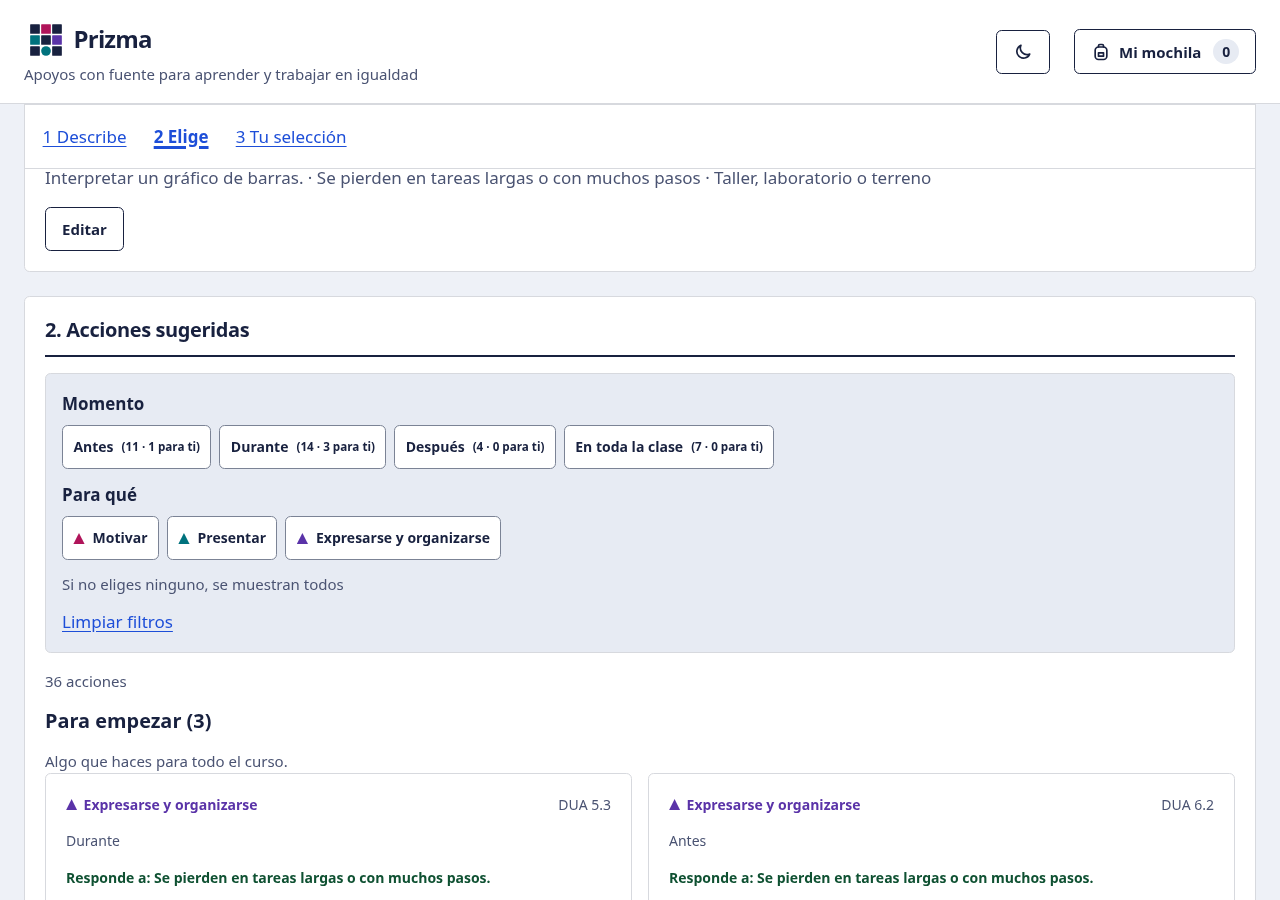 Prizma
Apoyos con fuente para aprender y trabajar en igualdad
Mi mochila 0
1 Describe 2 Elige 3 Tu selección
Interpretar un gráfico de barras. · Se pierden en tareas largas o con muchos pasos · Taller, laboratorio o terreno
Editar
2. Acciones sugeridas
Momento
Antes (11 · 1 para ti) Durante (14 · 3 para ti) Después (4 · 0 para ti) En toda la clase (7 · 0 para ti)
Para qué
Motivar Presentar Expresarse y organizarse
Si no eliges ninguno, se muestran todos
Limpiar filtros
36 acciones
Para empezar (3)
Algo que haces para todo el curso.
Expresarse y organizarse DUA 5.3
Durante
Responde a: Se pierden en tareas largas o con muchos pasos.
Expresarse y organizarse DUA 6.2
Antes
Responde a: Se pierden en tareas largas o con muchos pasos.